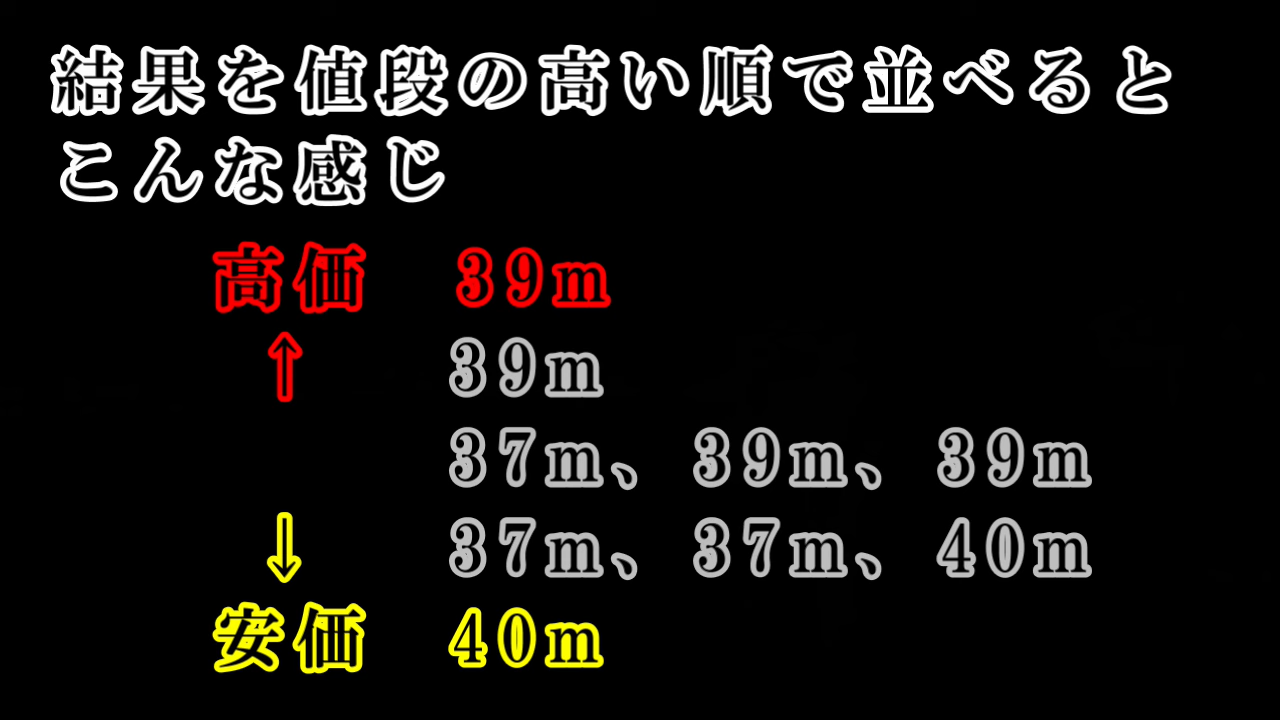 結果を値段の高い順で並べると
こんな感じ
高価 39m
↑ 39m
37m、39m、39m
↓ 37m、37m、40m
安価 40m